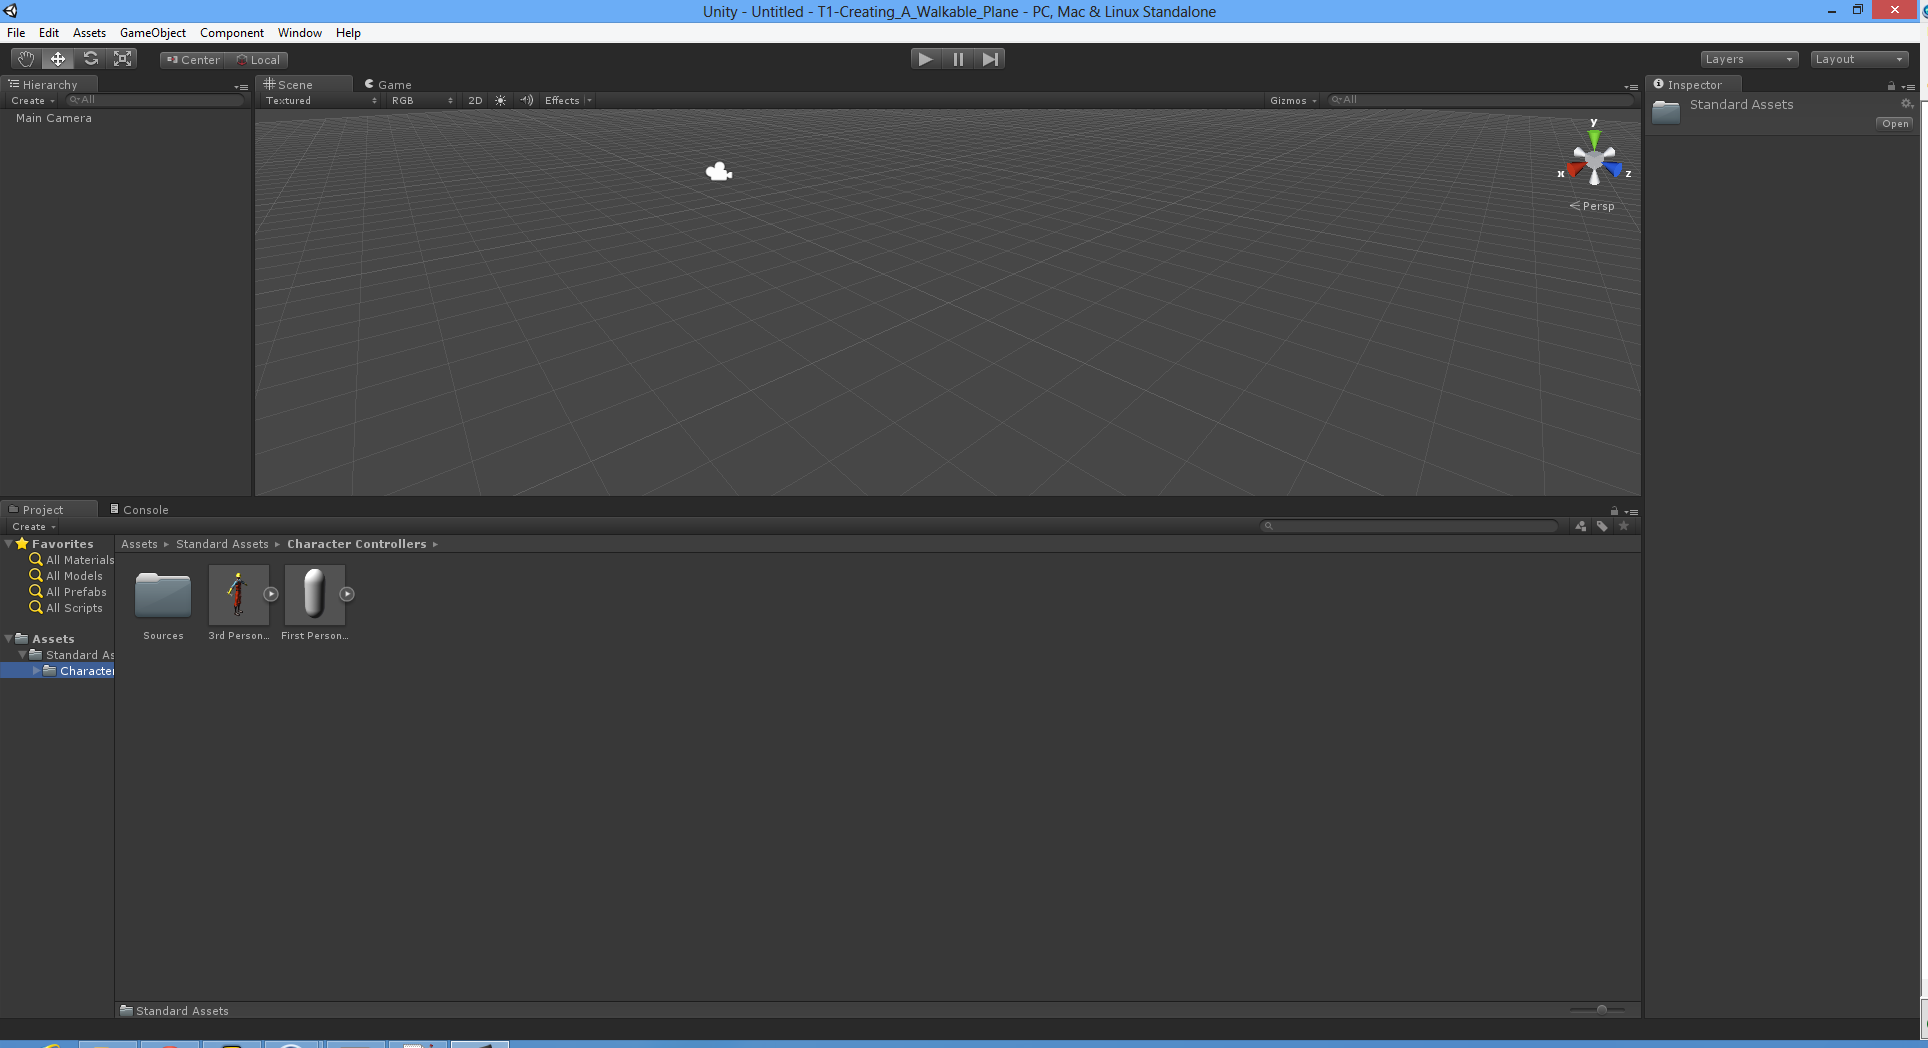 Unity - Untitled - T1-Creating_A_Walkable_Plane - PC, Mac & Linux Standalone
File Edit Assets GameObject Component Window Help
Center Local Layers Layout
Hierarchy Scene Game Inspector
Create All Textured RGB 2D Effects Gizmos All Standard Assets
Open
Main Camera
y
x z
Persp
Project Console
Create
Favorites Assets Standard Assets Character Controllers
All Materials
All Models
All Prefabs
All Scripts
Sources 3rd Person... First Person...
Assets
Standard As
Character
Standard Assets